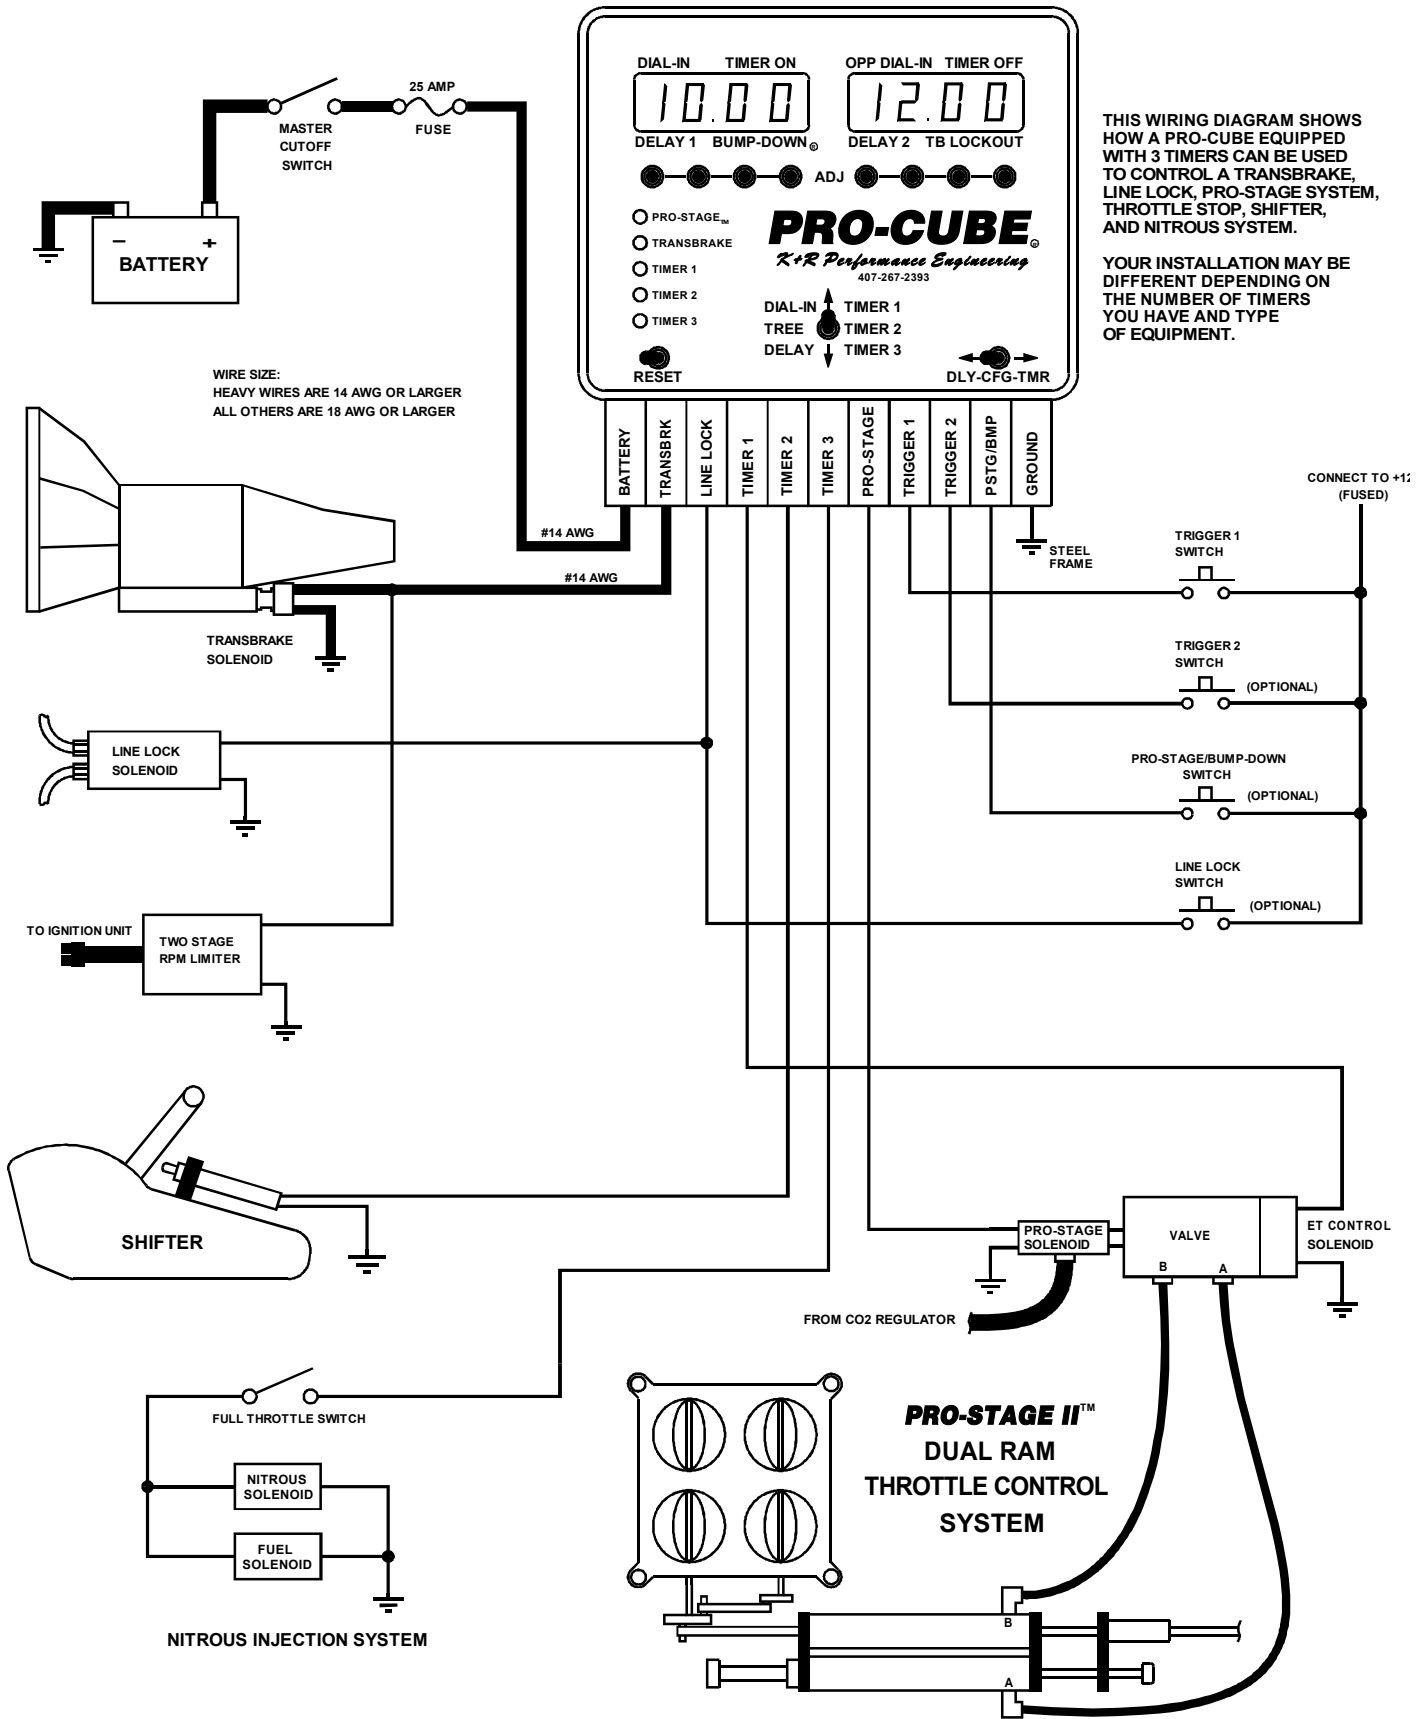 DIAL-IN TIMER ON
OPP DIAL-IN TIMER OFF
10.00
12.00
DELAY 1 BUMP-DOWN®
DELAY 2 TB LOCKOUT
ADJ
PRO-STAGE™
TRANSBRAKE
TIMER 1
TIMER 2
TIMER 3
PRO-CUBE®
K+R Performance Engineering
407-267-2393
DIAL-IN TIMER 1
TREE TIMER 2
DELAY TIMER 3
RESET
DLY-CFG-TMR
BATTERY
TRANSBRK
LINE LOCK
TIMER 1
TIMER 2
TIMER 3
PRO-STAGE
TRIGGER 1
TRIGGER 2
PSTG/BMP
GROUND
THIS WIRING DIAGRAM SHOWS
HOW A PRO-CUBE EQUIPPED
WITH 3 TIMERS CAN BE USED
TO CONTROL A TRANSBRAKE,
LINE LOCK, PRO-STAGE SYSTEM,
THROTTLE STOP, SHIFTER,
AND NITROUS SYSTEM.
YOUR INSTALLATION MAY BE
DIFFERENT DEPENDING ON
THE NUMBER OF TIMERS
YOU HAVE AND TYPE
OF EQUIPMENT.
25 AMP
FUSE
MASTER
CUTOFF
SWITCH
– +
BATTERY
WIRE SIZE:
HEAVY WIRES ARE 14 AWG OR LARGER
ALL OTHERS ARE 18 AWG OR LARGER
#14 AWG
#14 AWG
STEEL
FRAME
CONNECT TO +12
(FUSED)
TRIGGER 1
SWITCH
TRANSBRAKE
SOLENOID
TRIGGER 2
SWITCH
(OPTIONAL)
LINE LOCK
SOLENOID
PRO-STAGE/BUMP-DOWN
SWITCH
(OPTIONAL)
LINE LOCK
SWITCH
(OPTIONAL)
TO IGNITION UNIT
TWO STAGE
RPM LIMITER
SHIFTER
PRO-STAGE
SOLENOID
VALVE
B A
ET CONTROL
SOLENOID
FROM CO2 REGULATOR
FULL THROTTLE SWITCH
NITROUS
SOLENOID
FUEL
SOLENOID
NITROUS INJECTION SYSTEM
PRO-STAGE II™
DUAL RAM
THROTTLE CONTROL
SYSTEM
B
A